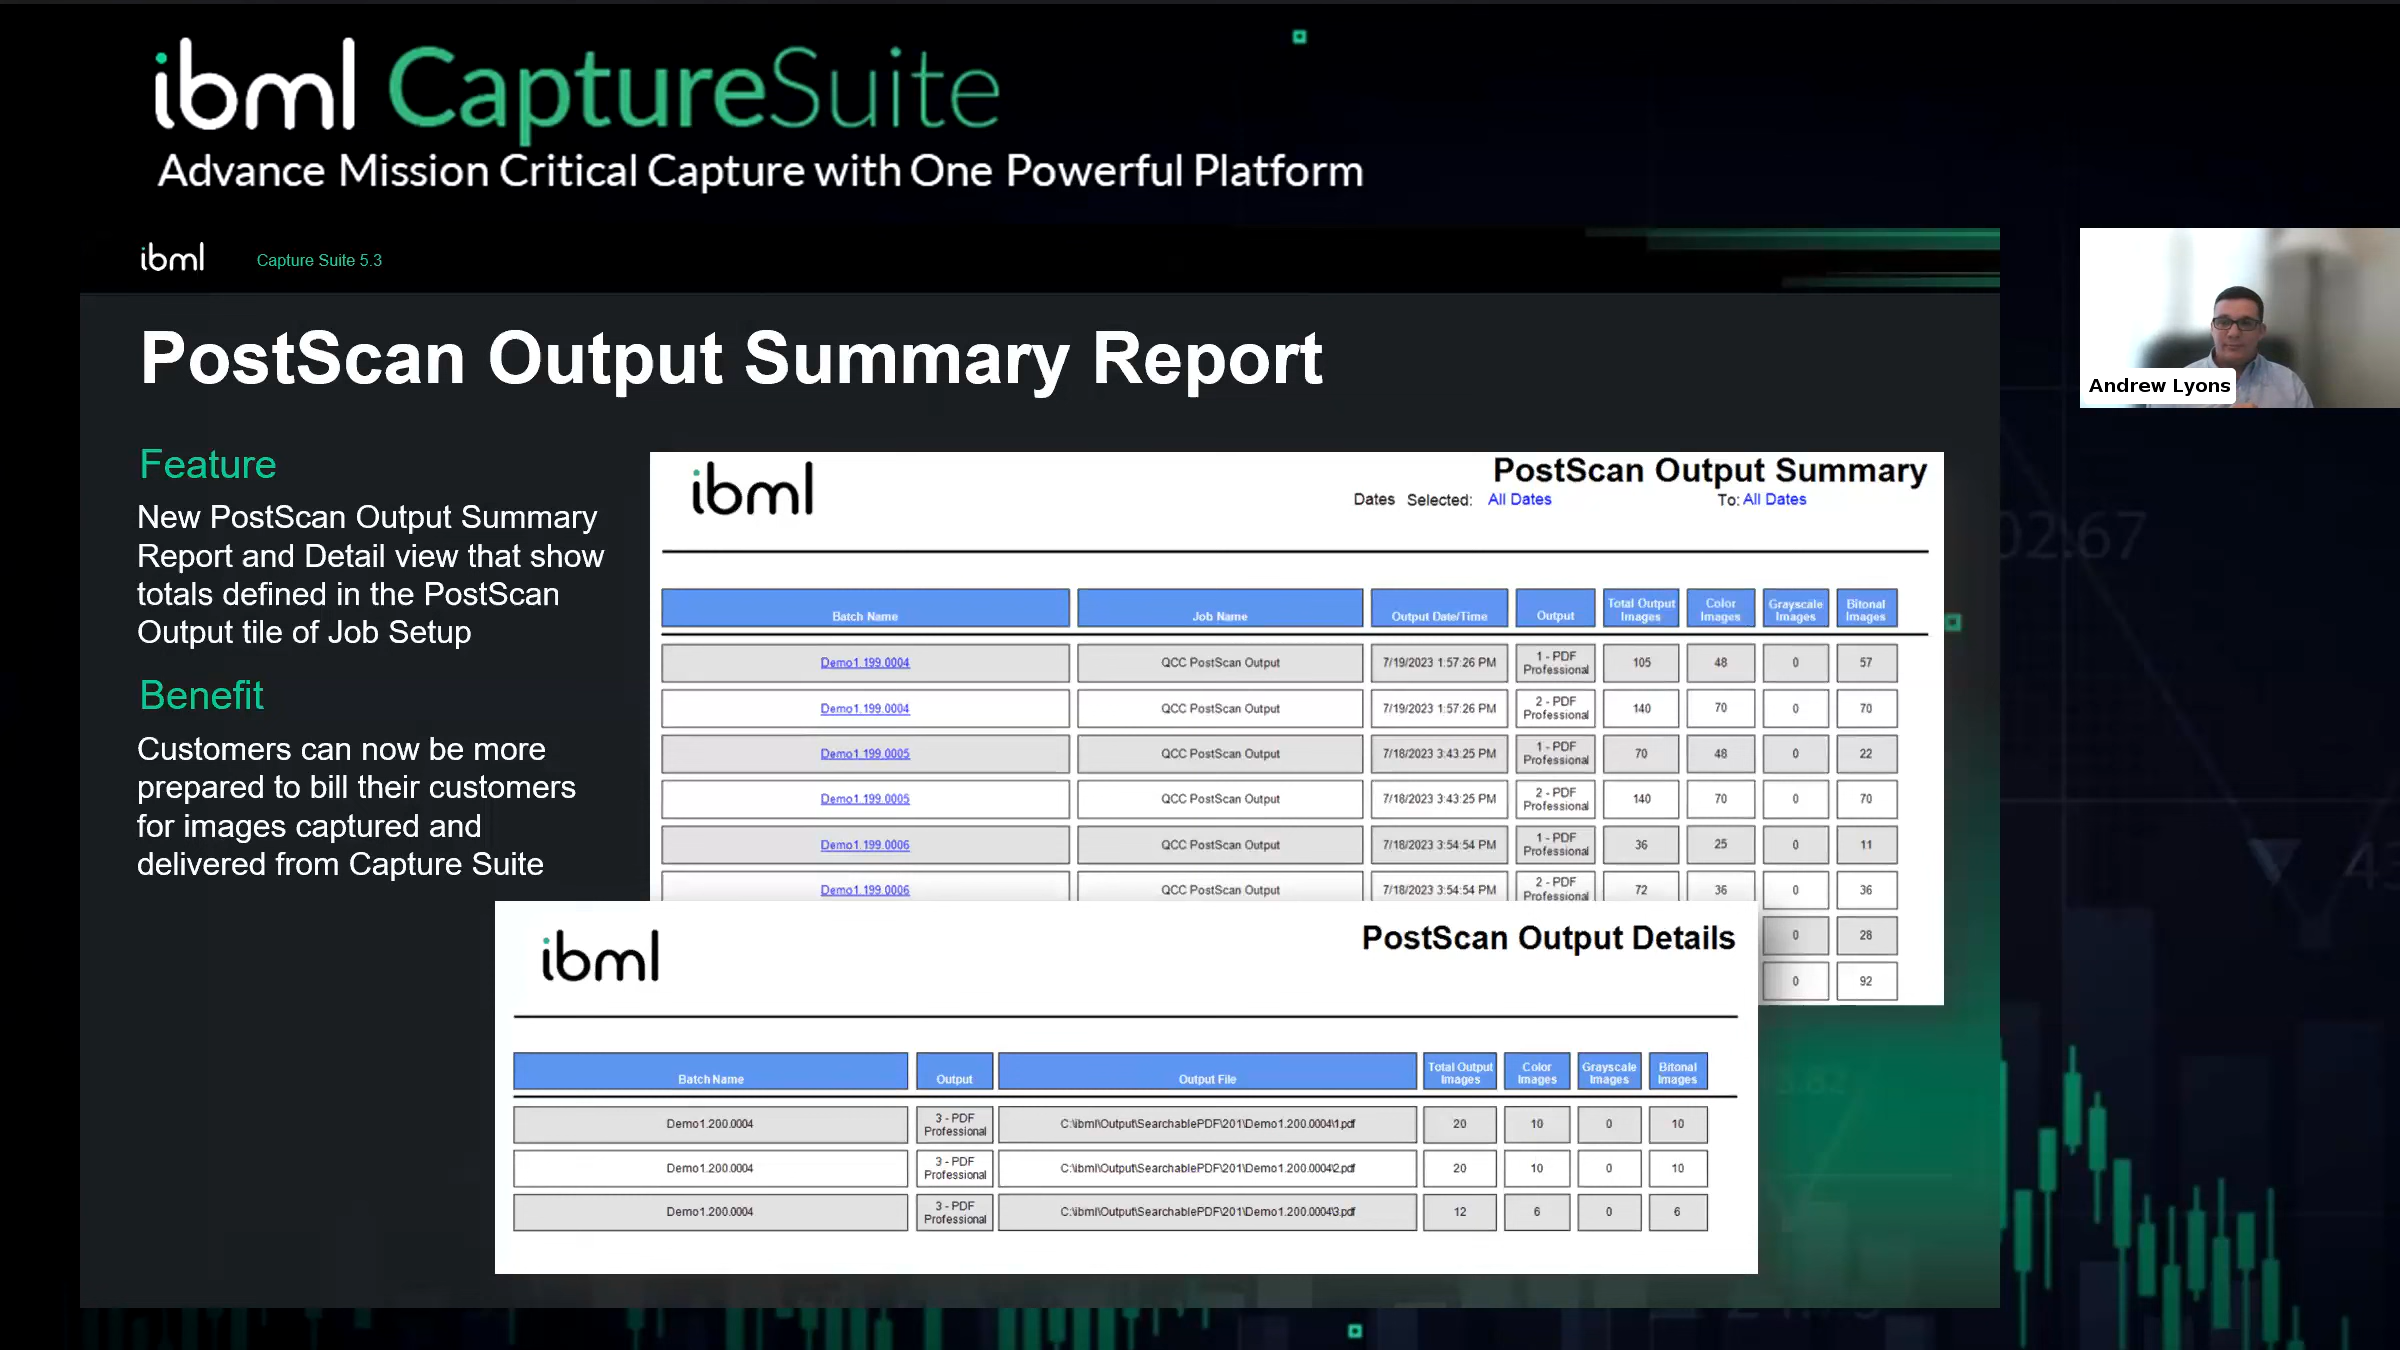 ibml CaptureSuite
Advance Mission Critical Capture with One Powerful Platform
ibml Capture Suite 5.3
Andrew Lyons
PostScan Output Summary Report
Feature
New PostScan Output Summary
Report and Detail view that show
totals defined in the PostScan
Output tile of Job Setup
Benefit
Customers can now be more
prepared to bill their customers
for images captured and
delivered from Capture Suite
ibml
PostScan Output Summary
Dates Selected: All Dates To: All Dates
Batch Name Job Name Output Date/Time Output Total Output Images Color Images Grayscale Images Bitonal Images
Demo1.199.0004 QCC PostScan Output 7/19/2023 1:57:26 PM 1 - PDF Professional 105 48 0 57
Demo1.199.0004 QCC PostScan Output 7/19/2023 1:57:26 PM 2 - PDF Professional 140 70 0 70
Demo1.199.0005 QCC PostScan Output 7/18/2023 3:43:25 PM 1 - PDF Professional 70 48 0 22
Demo1.199.0005 QCC PostScan Output 7/18/2023 3:43:25 PM 2 - PDF Professional 140 70 0 70
Demo1.199.0006 QCC PostScan Output 7/18/2023 3:54:54 PM 1 - PDF Professional 36 25 0 11
Demo1.199.0006 QCC PostScan Output 7/18/2023 3:54:54 PM 2 - PDF Professional 72 36 0 36
0 28
0 92
ibml
PostScan Output Details
Batch Name Output Output File Total Output Images Color Images Grayscale Images Bitonal Images
Demo1.200.0004 3 - PDF Professional C:\ibml\Output\SearchablePDF\201\Demo1.200.0004\1.pdf 20 10 0 10
Demo1.200.0004 3 - PDF Professional C:\ibml\Output\SearchablePDF\201\Demo1.200.0004\2.pdf 20 10 0 10
Demo1.200.0004 3 - PDF Professional C:\ibml\Output\SearchablePDF\201\Demo1.200.0004\3.pdf 12 6 0 6